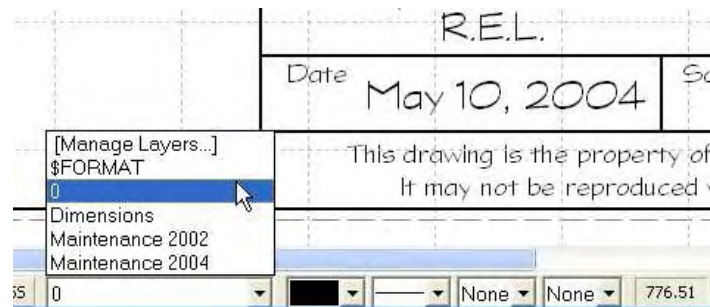 R.E.L.
Date
May 10, 2004
Sc
[Manage Layers...]
$FORMAT
0
Dimensions
Maintenance 2002
Maintenance 2004
This drawing is the property of
It may not be reproduced
0 None None 776.51